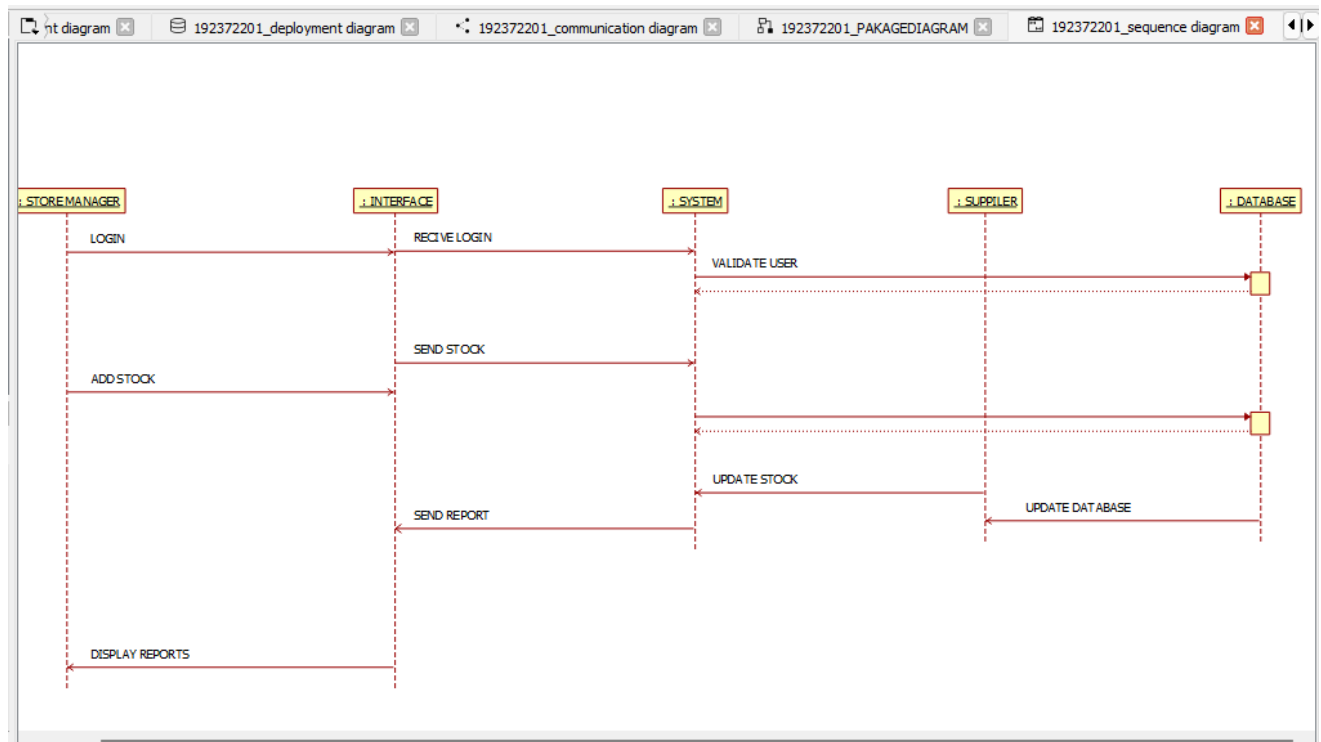 nt diagram
192372201_deployment diagram
192372201_communication diagram
192372201_PAKAGEDIAGRAM
192372201_sequence diagram
: STORE MANAGER
: INTERFACE
: SYSTEM
: SUPPILER
: DATABASE
LOGIN
RECIVE LOGIN
VALIDATE USER
SEND STOCK
ADD STOCK
UPDATE STOCK
UPDATE DATABASE
SEND REPORT
DISPLAY REPORTS